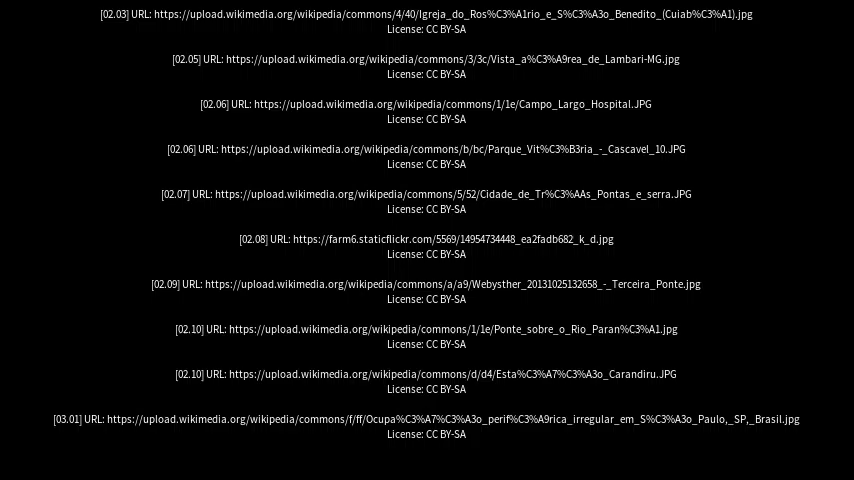 [02.03] URL: https://upload.wikimedia.org/wikipedia/commons/4/40/Igreja_do_Ros%C3%A1rio_e_S%C3%A3o_Benedito_(Cuiab%C3%A1).jpg
License: CC BY-SA
[02.05] URL: https://upload.wikimedia.org/wikipedia/commons/3/3c/Vista_a%C3%A9rea_de_Lambari-MG.jpg
License: CC BY-SA
[02.06] URL: https://upload.wikimedia.org/wikipedia/commons/1/1e/Campo_Largo_Hospital.JPG
License: CC BY-SA
[02.06] URL: https://upload.wikimedia.org/wikipedia/commons/b/bc/Parque_Vit%C3%B3ria_-_Cascavel_10.JPG
License: CC BY-SA
[02.07] URL: https://upload.wikimedia.org/wikipedia/commons/5/52/Cidade_de_Tr%C3%AAs_Pontas_e_serra.JPG
License: CC BY-SA
[02.08] URL: https://farm6.staticflickr.com/5569/14954734448_ea2fadb682_k_d.jpg
License: CC BY-SA
[02.09] URL: https://upload.wikimedia.org/wikipedia/commons/a/a9/Webysther_20131025132658_-_Terceira_Ponte.jpg
License: CC BY-SA
[02.10] URL: https://upload.wikimedia.org/wikipedia/commons/1/1e/Ponte_sobre_o_Rio_Paran%C3%A1.jpg
License: CC BY-SA
[02.10] URL: https://upload.wikimedia.org/wikipedia/commons/d/d4/Esta%C3%A7%C3%A3o_Carandiru.JPG
License: CC BY-SA
[03.01] URL: https://upload.wikimedia.org/wikipedia/commons/f/ff/Ocupa%C3%A7%C3%A3o_perif%C3%A9rica_irregular_em_S%C3%A3o_Paulo,_SP,_Brasil.jpg
License: CC BY-SA